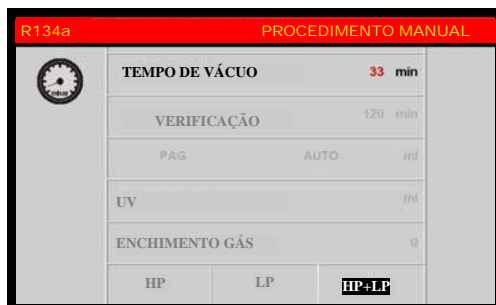 R134a PROCEDIMENTO MANUAL
mbar
TEMPO DE VÁCUO 33 min
VERIFICAÇÃO 120 min
PAG AUTO ml
UV ml
ENCHIMENTO GÁS g
HP LP HP+LP